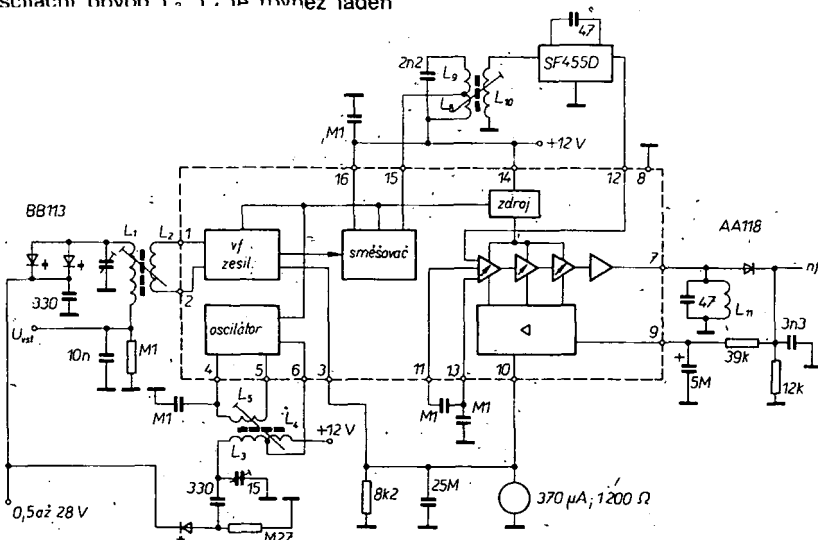 47
SF455D
2n2
L9
L8
L10
M1
+12 V
16
15
14
12
8
BB113
L1
L2
1
2
vf
zesil.
směšovač
zdroj
AA118
7
nf
330
47
L11
3n3
Uvst
10n
M1
oscilátor
9
39k
5M
12k
4
5
6
3
11
13
10
M1
L5
L4
M1
M1
+12 V
L3
330
15
8k2
25M
370 μA; 1200 Ω
0,5 až 28 V
M27